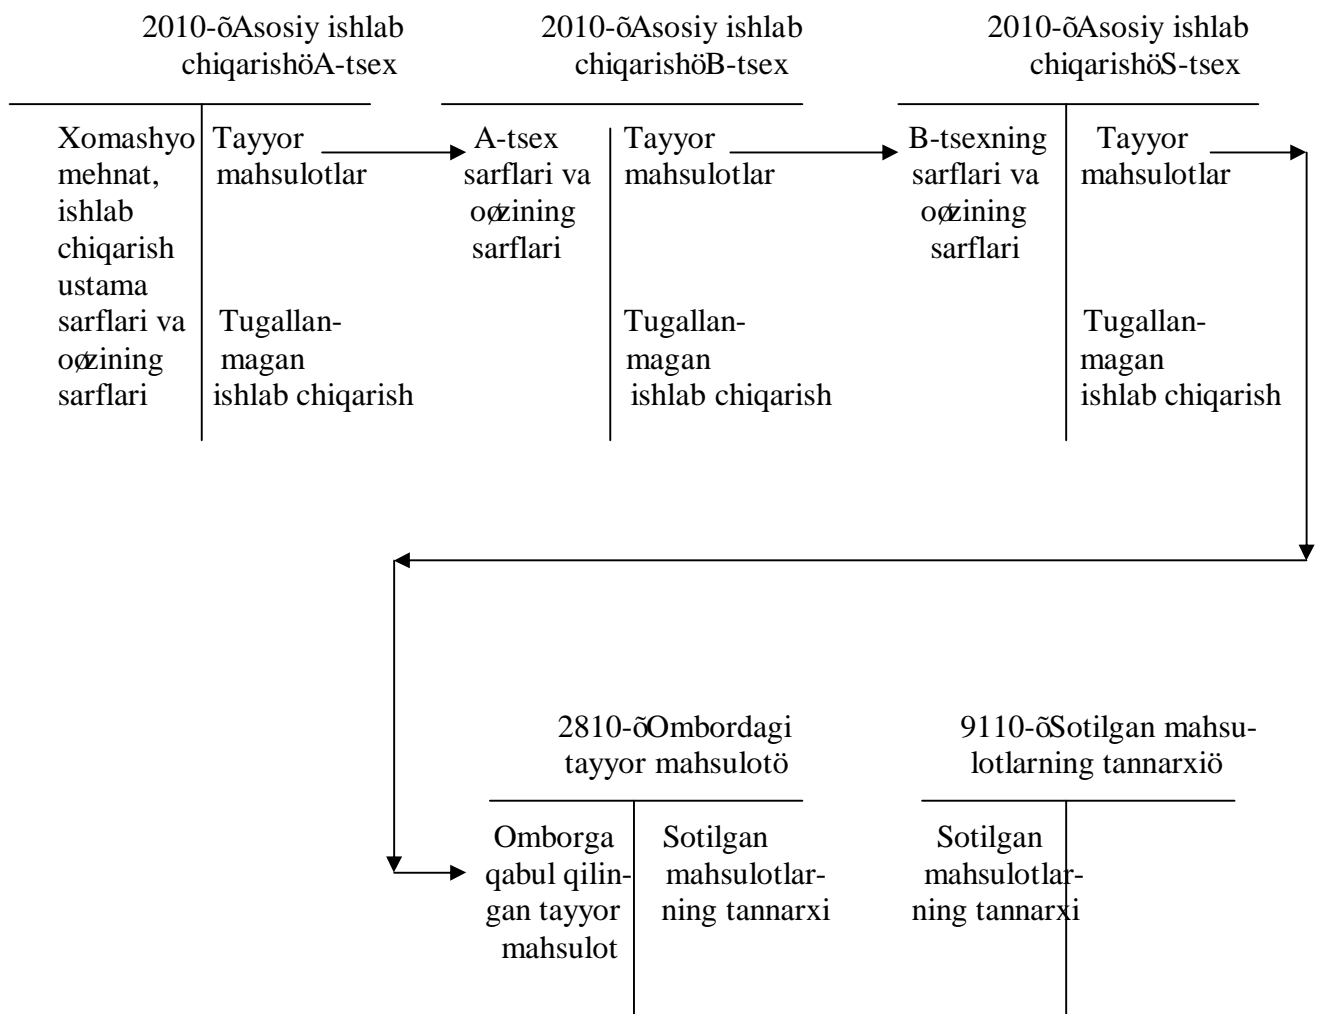 2010-õAsosiy ishlab
chiqarishöA-tsex
2010-õAsosiy ishlab
chiqarishöB-tsex
2010-õAsosiy ishlab
chiqarishöS-tsex
Xomashyo
mehnat,
ishlab
chiqarish
ustama
sarflari va
oøzining
sarflari
Tayyor
mahsulotlar
Tugallan-
magan
ishlab chiqarish
A-tsex
sarflari va
oøzining
sarflari
Tayyor
mahsulotlar
Tugallan-
magan
ishlab chiqarish
B-tsexning
sarflari va
oøzining
sarflari
Tayyor
mahsulotlar
Tugallan-
magan
ishlab chiqarish
2810-õOmbordagi
tayyor mahsulotö
9110-õSotilgan mahsu-
lotlarning tannarxiö
Omborga
qabul qilin-
gan tayyor
mahsulot
Sotilgan
mahsulotlar-
ning tannarxi
Sotilgan
mahsulotlar-
ning tannarxi